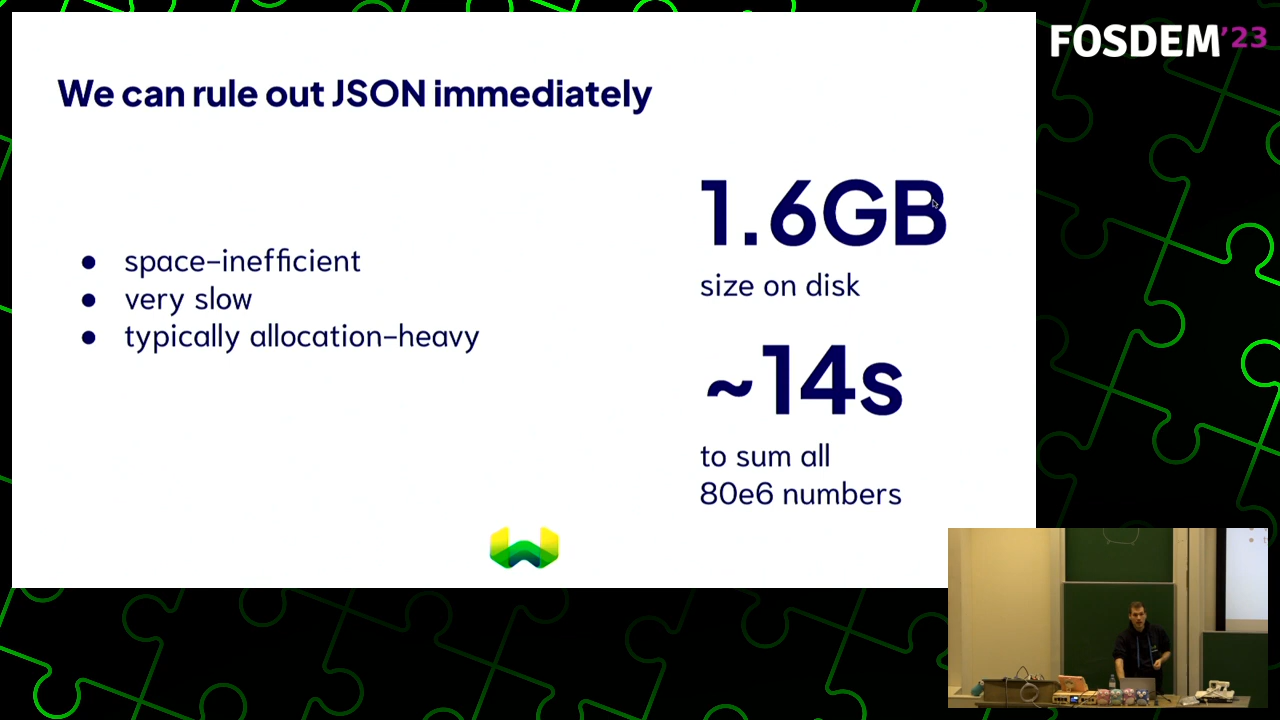 We can rule out JSON immediately
● space-inefficient
● very slow
● typically allocation-heavy
1.6GB
size on disk
~14s
to sum all
80e6 numbers
FOSDEM'23